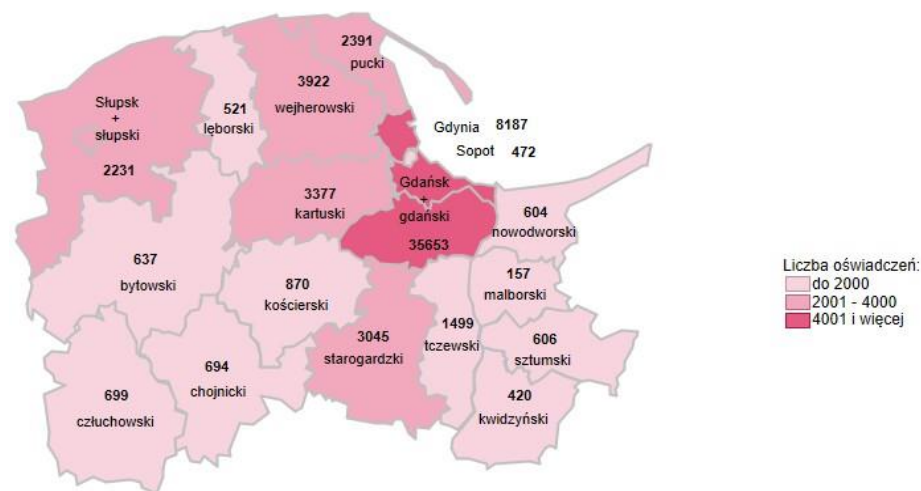 2391
pucki
3922
wejherowski
Słupsk
+
słupski
2231
521
lęborski
Gdynia 8187
Sopot 472
Gdańsk
+
gdański
35653
3377
kartuski
604
nowodworski
637
bytowski
870
kościerski
157
malborski
Liczba oświadczeń:
do 2000
2001 - 4000
4001 i więcej
3045
starogardzki
1499
tczewski
606
sztumski
694
chojnicki
699
człuchowski
420
kwidzyński